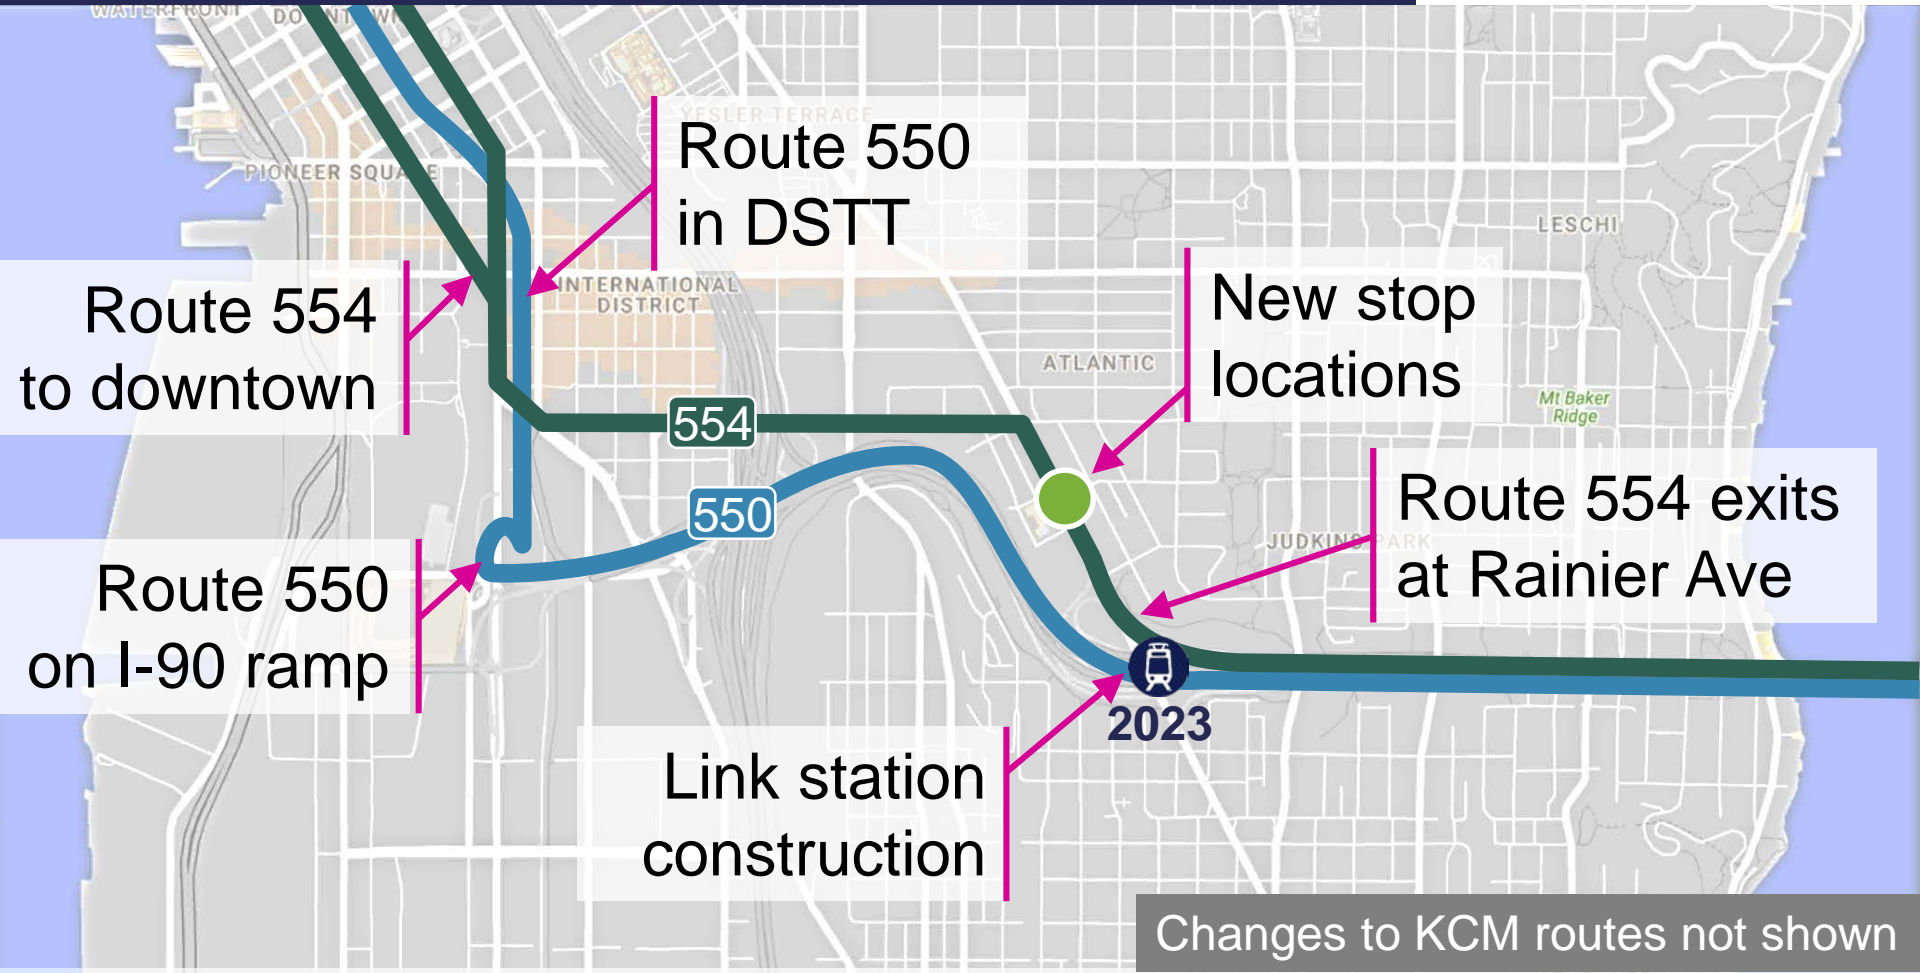 WATERFRONT
DOWNTOWN
YESLER TERRACE
Route 550
in DSTT
PIONEER SQUARE
LESCHI
Route 554
to downtown
INTERNATIONAL
DISTRICT
New stop
locations
ATLANTIC
Mt Baker
Ridge
554
550
Route 554 exits
at Rainier Ave
JUDKINS PARK
Route 550
on I-90 ramp
2023
Link station
construction
Changes to KCM routes not shown